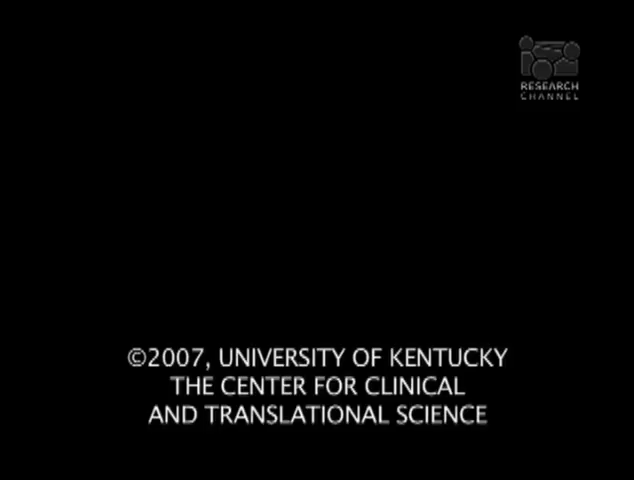 RESEARCH
CHANNEL
©2007, UNIVERSITY OF KENTUCKY
THE CENTER FOR CLINICAL
AND TRANSLATIONAL SCIENCE